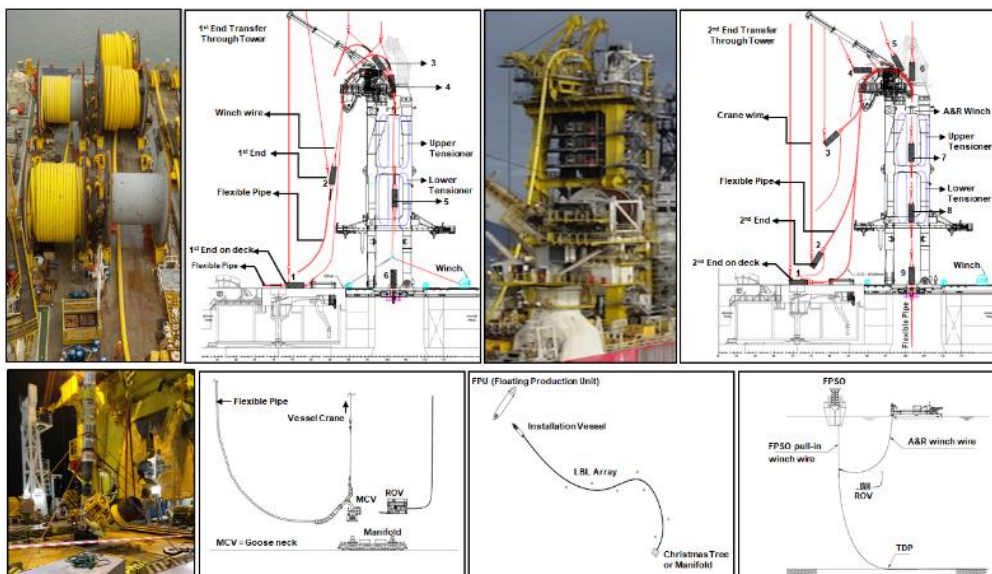 1st End Transfer
Through Tower
3
4
Winch wire
1st End
2
Upper
Tensioner
Lower
Tensioner
5
Flexible Pipe
1st End on deck
Flexible Pipe
1
6
Winch
2nd End Transfer
Through Tower
5
4
6
A&R Winch
Crane wire
3
Upper
Tensioner
7
Flexible Pipe
Lower
Tensioner
8
2nd End
2
2nd End on deck
1
9
Winch
Flexible Pipe
Flexible Pipe
Vessel Crane
MCV
ROV
Manifold
MCV = Goose neck
FPU (Floating Production Unit)
Installation Vessel
LBL Array
Christmas Tree
or Manifold
FPSO
FPSO pull-in
winch wire
A&R winch wire
ROV
TDP